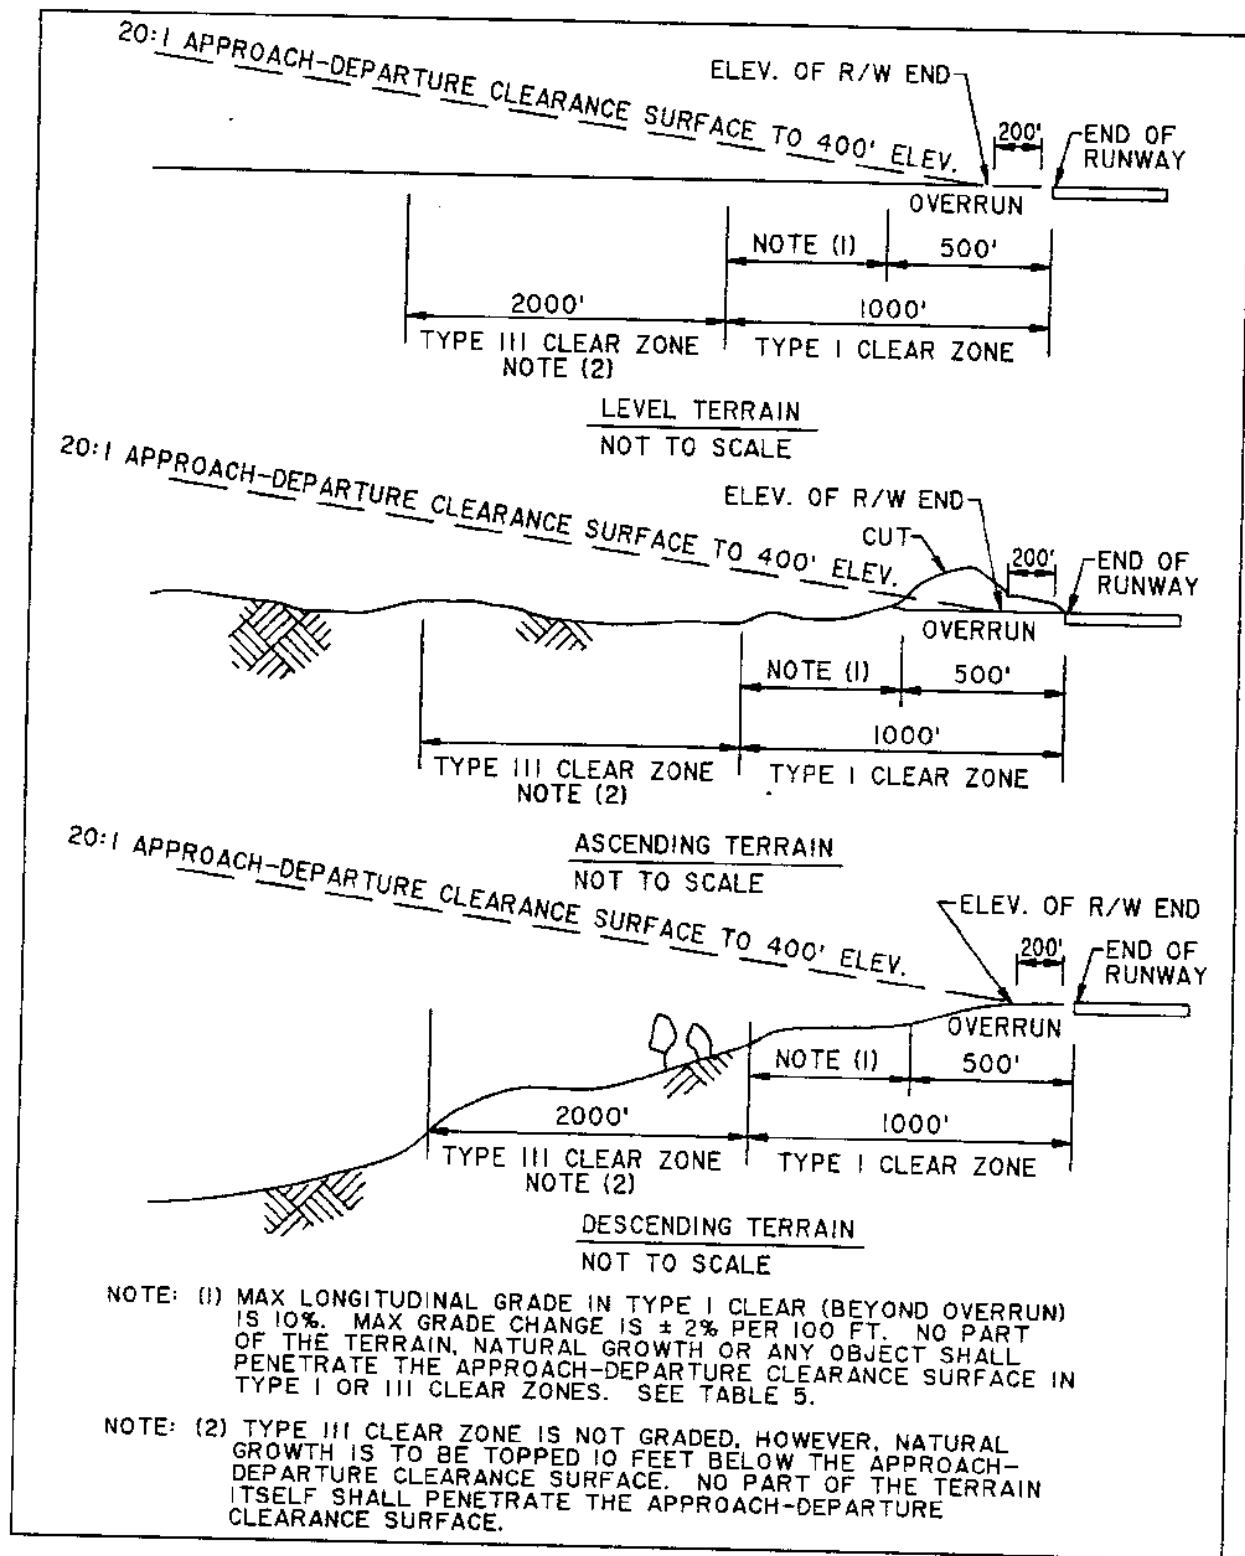 20:1 APPROACH-DEPARTURE CLEARANCE SURFACE TO 400' ELEV.
ELEV. OF R/W END
200'
END OF
RUNWAY
OVERRUN
NOTE (1)
500'
2000'
1000'
TYPE III CLEAR ZONE
NOTE (2)
TYPE I CLEAR ZONE
LEVEL TERRAIN
NOT TO SCALE
20:1 APPROACH-DEPARTURE CLEARANCE SURFACE TO 400' ELEV.
ELEV. OF R/W END
CUT
200'
END OF
RUNWAY
OVERRUN
NOTE (1)
500'
1000'
TYPE III CLEAR ZONE
NOTE (2)
TYPE I CLEAR ZONE
ASCENDING TERRAIN
NOT TO SCALE
20:1 APPROACH-DEPARTURE CLEARANCE SURFACE TO 400' ELEV.
ELEV. OF R/W END
200'
END OF
RUNWAY
OVERRUN
NOTE (1)
500'
2000'
1000'
TYPE III CLEAR ZONE
NOTE (2)
TYPE I CLEAR ZONE
DESCENDING TERRAIN
NOT TO SCALE
NOTE: (1) MAX LONGITUDINAL GRADE IN TYPE I CLEAR (BEYOND OVERRUN)
IS 10%. MAX GRADE CHANGE IS ± 2% PER 100 FT. NO PART
OF THE TERRAIN, NATURAL GROWTH OR ANY OBJECT SHALL
PENETRATE THE APPROACH-DEPARTURE CLEARANCE SURFACE IN
TYPE I OR III CLEAR ZONES. SEE TABLE 5.
NOTE: (2) TYPE III CLEAR ZONE IS NOT GRADED, HOWEVER, NATURAL
GROWTH IS TO BE TOPPED 10 FEET BELOW THE APPROACH-
DEPARTURE CLEARANCE SURFACE. NO PART OF THE TERRAIN
ITSELF SHALL PENETRATE THE APPROACH-DEPARTURE
CLEARANCE SURFACE.